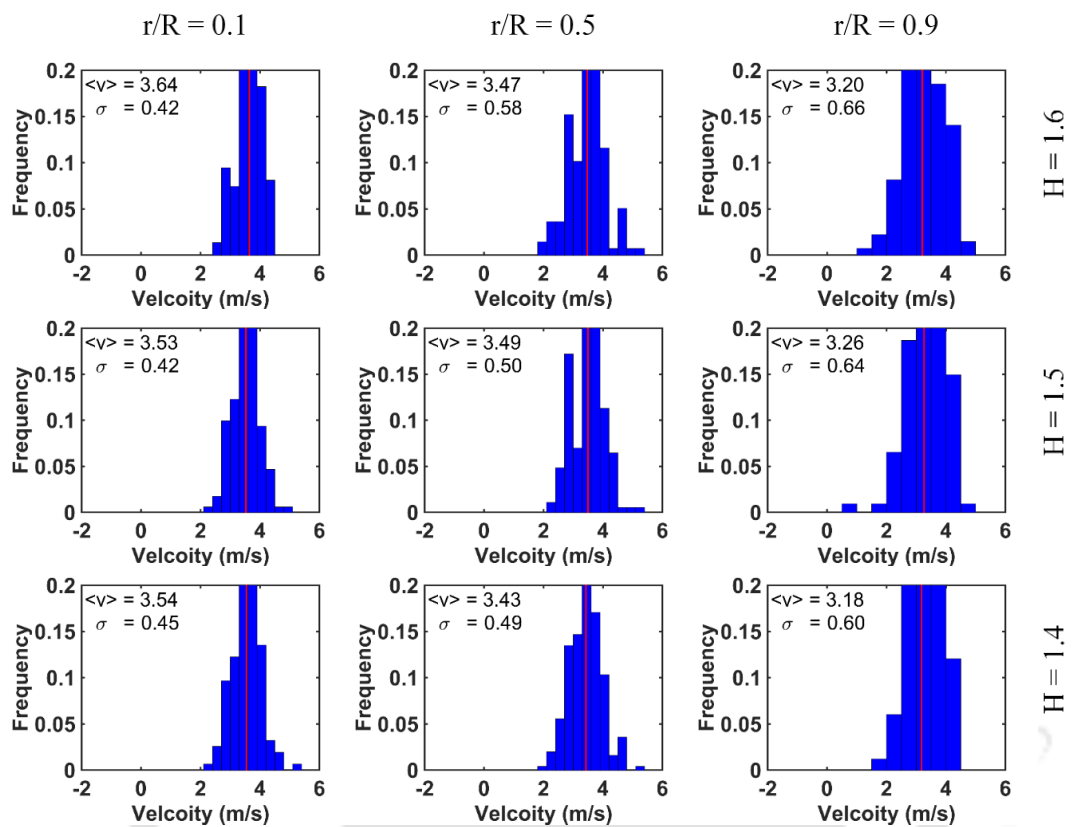 r/R = 0.1 r/R = 0.5 r/R = 0.9
0.2
0.15
0.1
0.05
0
Frequency
<v> = 3.64
σ = 0.42
-2 0 2 4 6
Velcoity (m/s)
0.2
0.15
0.1
0.05
0
Frequency
<v> = 3.47
σ = 0.58
-2 0 2 4 6
Velcoity (m/s)
0.2
0.15
0.1
0.05
0
Frequency
<v> = 3.20
σ = 0.66
-2 0 2 4 6
Velcoity (m/s)
H = 1.6
0.2
0.15
0.1
0.05
0
Frequency
<v> = 3.53
σ = 0.42
-2 0 2 4 6
Velcoity (m/s)
0.2
0.15
0.1
0.05
0
Frequency
<v> = 3.49
σ = 0.50
-2 0 2 4 6
Velcoity (m/s)
0.2
0.15
0.1
0.05
0
Frequency
<v> = 3.26
σ = 0.64
-2 0 2 4 6
Velcoity (m/s)
H = 1.5
0.2
0.15
0.1
0.05
0
Frequency
<v> = 3.54
σ = 0.45
-2 0 2 4 6
Velcoity (m/s)
0.2
0.15
0.1
0.05
0
Frequency
<v> = 3.43
σ = 0.49
-2 0 2 4 6
Velcoity (m/s)
0.2
0.15
0.1
0.05
0
Frequency
<v> = 3.18
σ = 0.60
-2 0 2 4 6
Velcoity (m/s)
H = 1.4